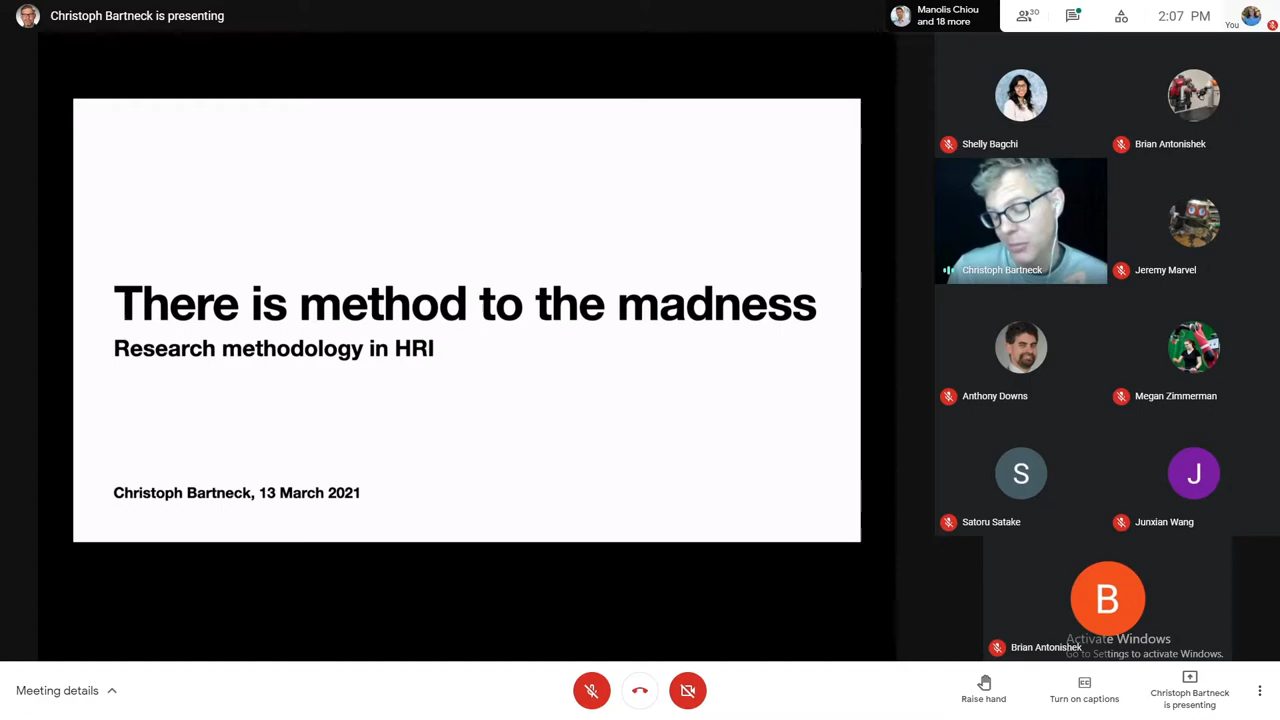 Christoph Bartneck is presenting
Manolis Chiou
and 18 more
30
2:07 PM
You
Shelly Bagchi
Brian Antonishek
Christoph Bartneck
Jeremy Marvel
There is method to the madness
Research methodology in HRI
Anthony Downs
Megan Zimmerman
S
J
Christoph Bartneck, 13 March 2021
Satoru Satake
Junxian Wang
B
Brian Antonishek
Activate Windows
Go to Settings to activate Windows.
Meeting details
Raise hand
CC
Turn on captions
Christoph Bartneck
is presenting